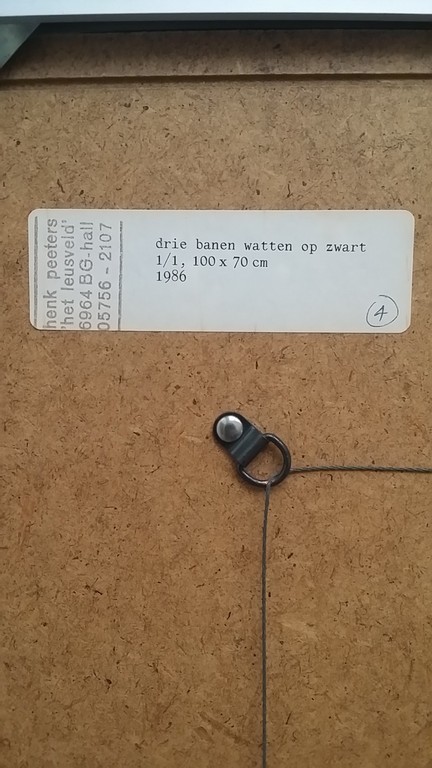 henk peeters
'het leusveld'
6964 BG-hall
05756 - 2107
drie banen watten op zwart
1/1, 100 x 70 cm
1986
4